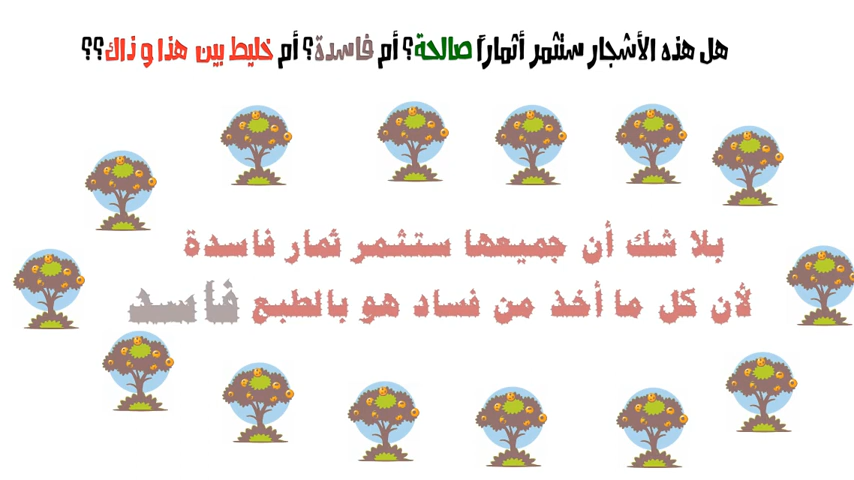 هل هذه الأشجار ستثمر أثماراً صالحة؟ أم فاسدة؟ أم خليط بين هذا و ذاك؟؟
بلا شك أن جميعها ستثمر ثمار فاسدة
لأن كل ما أخذ من فساد هو بالطبع فاسد